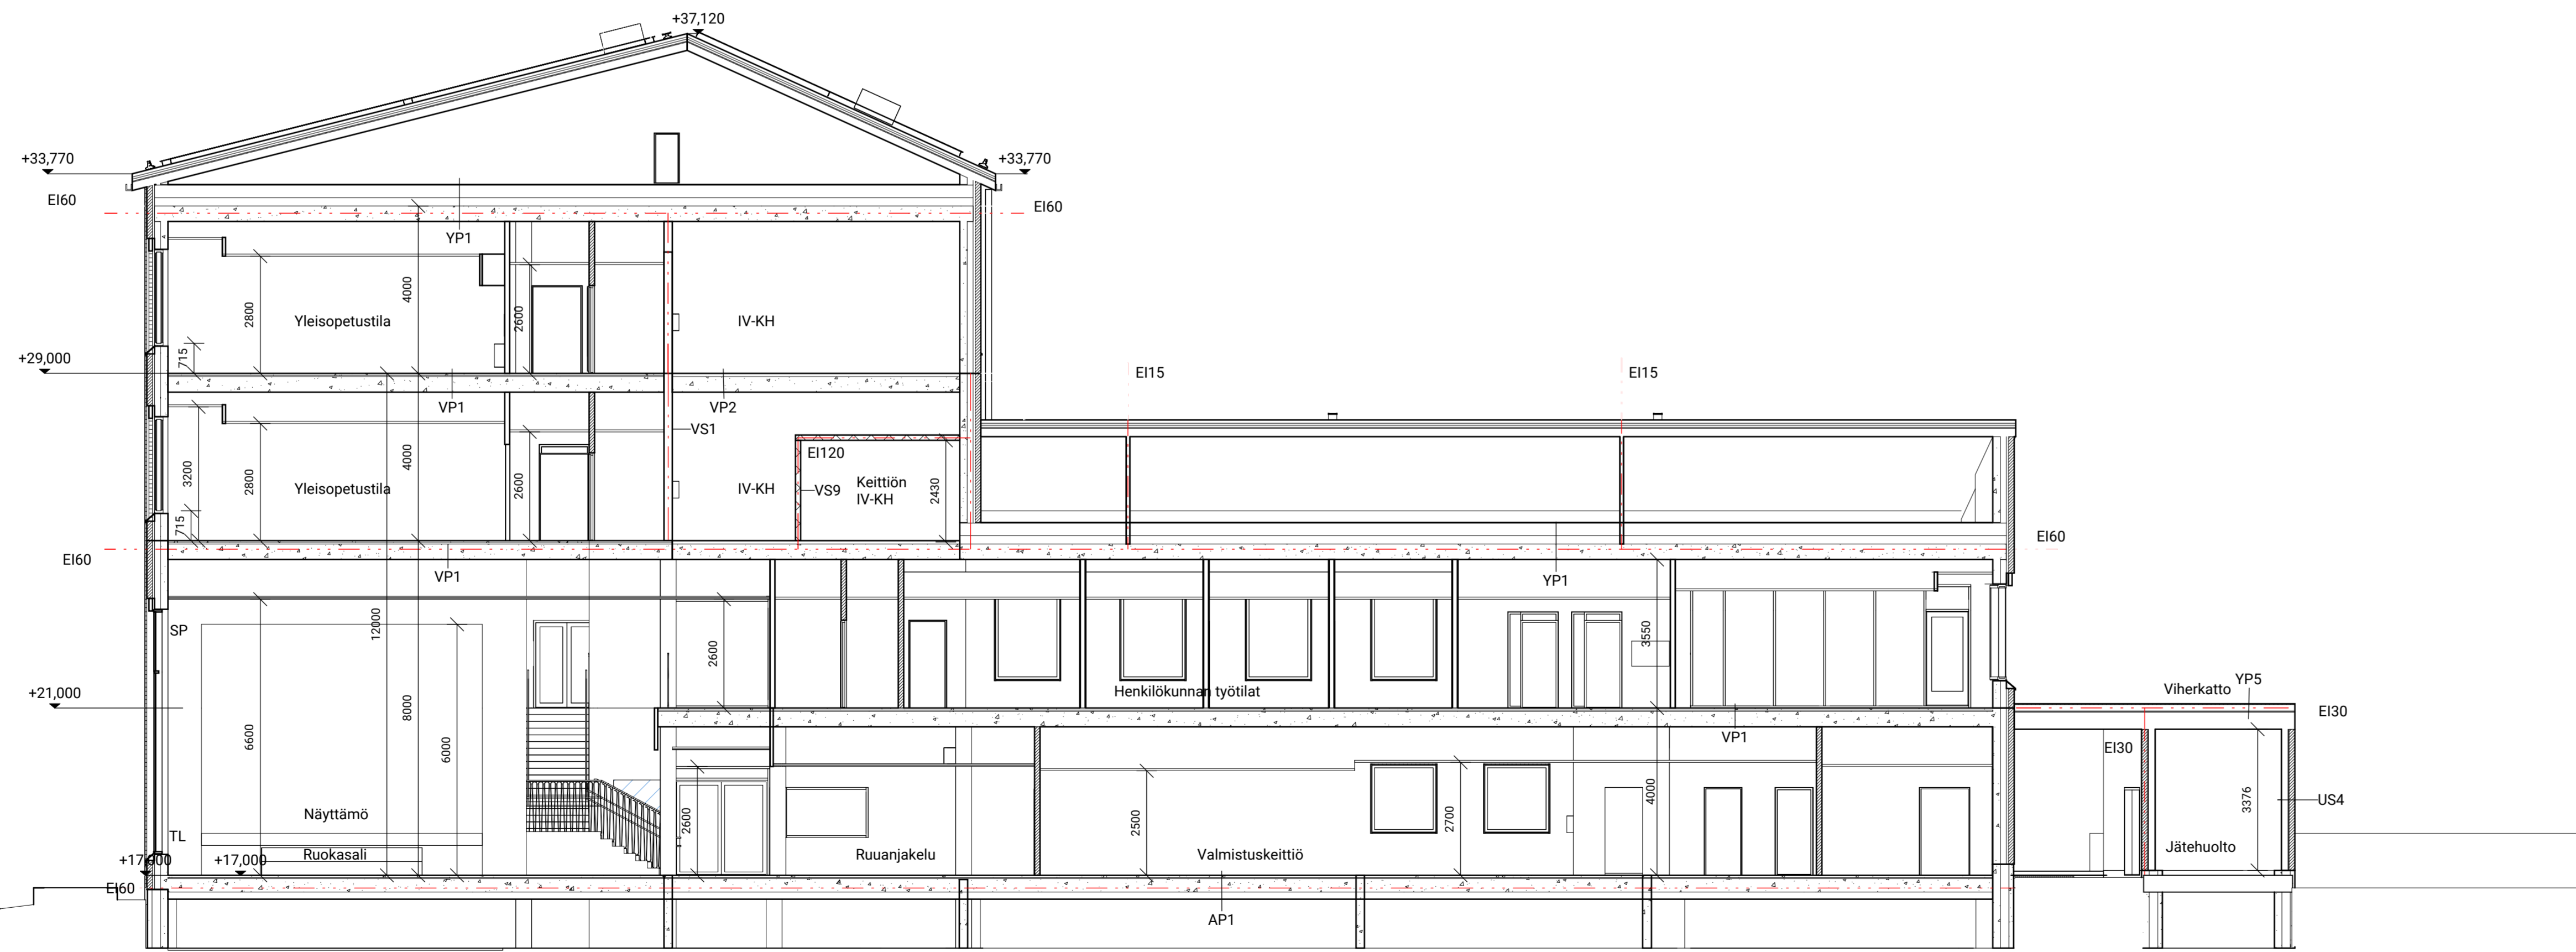 +37,120
+33,770
+33,770
EI60
EI60
YP1
4000
2800
2600
715
Yleisopetustila
IV-KH
+29,000
VP1
VP2
EI15
EI15
VS1
EI120
3200
2800
4000
2600
715
Yleisopetustila
IV-KH
VS9
Keittiön
IV-KH
2430
EI60
EI60
VP1
YP1
SP
12000
2600
3550
Henkilökunnan työtilat
+21,000
8000
6600
6000
VP1
Viherkatto
YP5
EI30
EI30
Näyttämö
2600
2500
2700
4000
3376
US4
TL
+17,000
+17,000
Ruokasali
Ruuanjakelu
Valmistuskeittiö
Jätehuolto
EI60
AP1